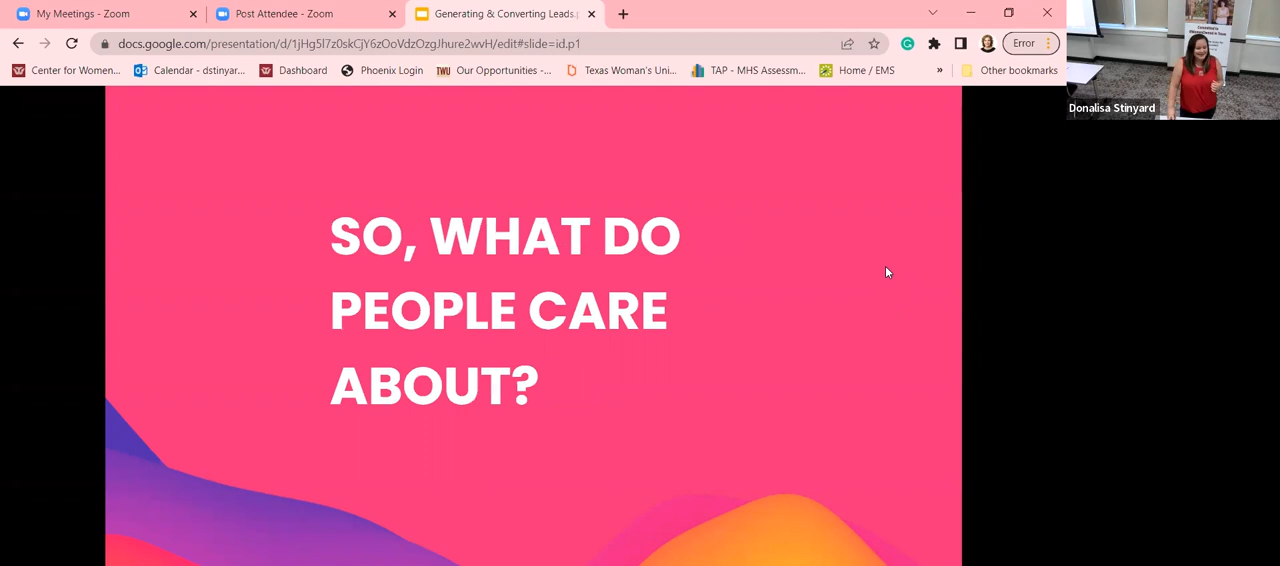 My Meetings - Zoom
Post Attendee - Zoom
Generating & Converting Leads.p
docs.google.com/presentation/d/1jHg5I7z0skCjY6zOoVdzOzgJhure2wvH/edit#slide=id.p1
Error
Center for Women...
Calendar - dstinyar...
Dashboard
Phoenix Login
TWU
Our Opportunities -...
Texas Woman's Uni...
TAP - MHS Assessm...
Home / EMS
»
Other bookmarks
Donalisa Stinyard
SO, WHAT DO
PEOPLE CARE
ABOUT?